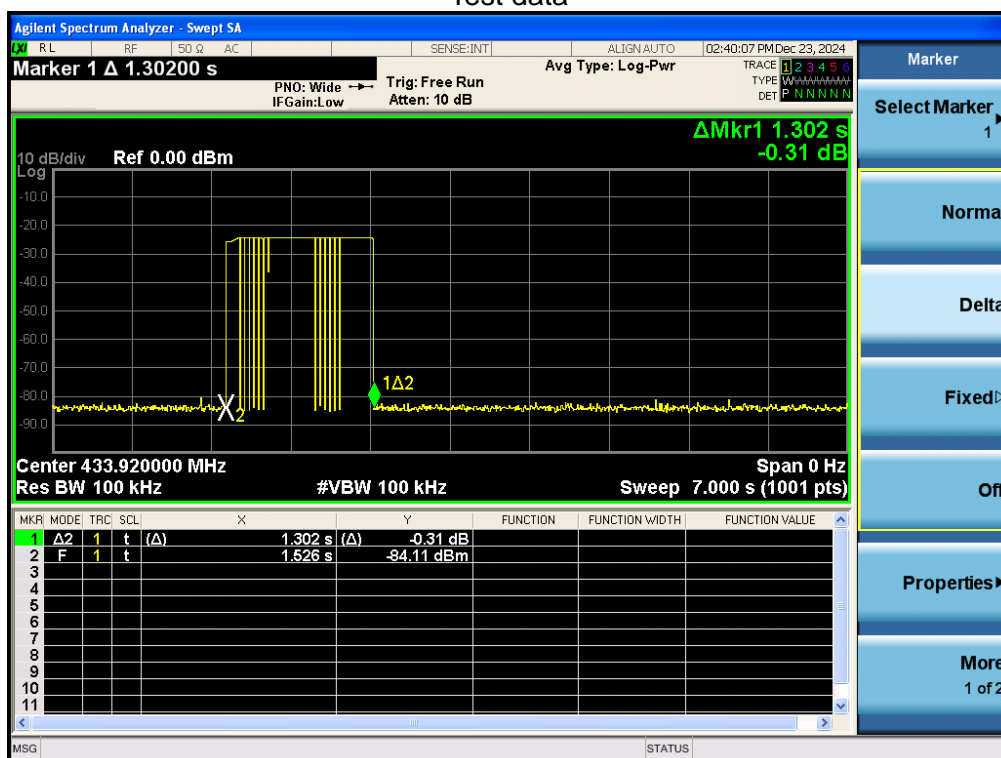 Test data
Agilent Spectrum Analyzer - Swept SA
LXI RL RF 50 Ω AC SENSE:INT ALIGN AUTO 02:40:07 PM Dec 23, 2024
Marker 1 Δ 1.30200 s
PNO: Wide
IFGain:Low
Trig: Free Run
Atten: 10 dB
Avg Type: Log-Pwr
TRACE 1 2 3 4 5 6
TYPE
DET P N N N N N
ΔMkr1 1.302 s
-0.31 dB
10 dB/div Ref 0.00 dBm
Log
-10.0
-20.0
-30.0
-40.0
-50.0
-60.0
-70.0
-80.0
-90.0
1Δ2
X2
Center 433.920000 MHz Span 0 Hz
Res BW 100 kHz #VBW 100 kHz Sweep 7.000 s (1001 pts)
MKR MODE TRC SCL X Y FUNCTION FUNCTION WIDTH FUNCTION VALUE
1 Δ2 1 t (Δ) 1.302 s (Δ) -0.31 dB
2 F 1 t 1.526 s -84.11 dBm
3
4
5
6
7
8
9
10
11
MSG STATUS
Marker
Select Marker
1
Norma
Delta
Fixed
Off
Properties
More
1 of 2